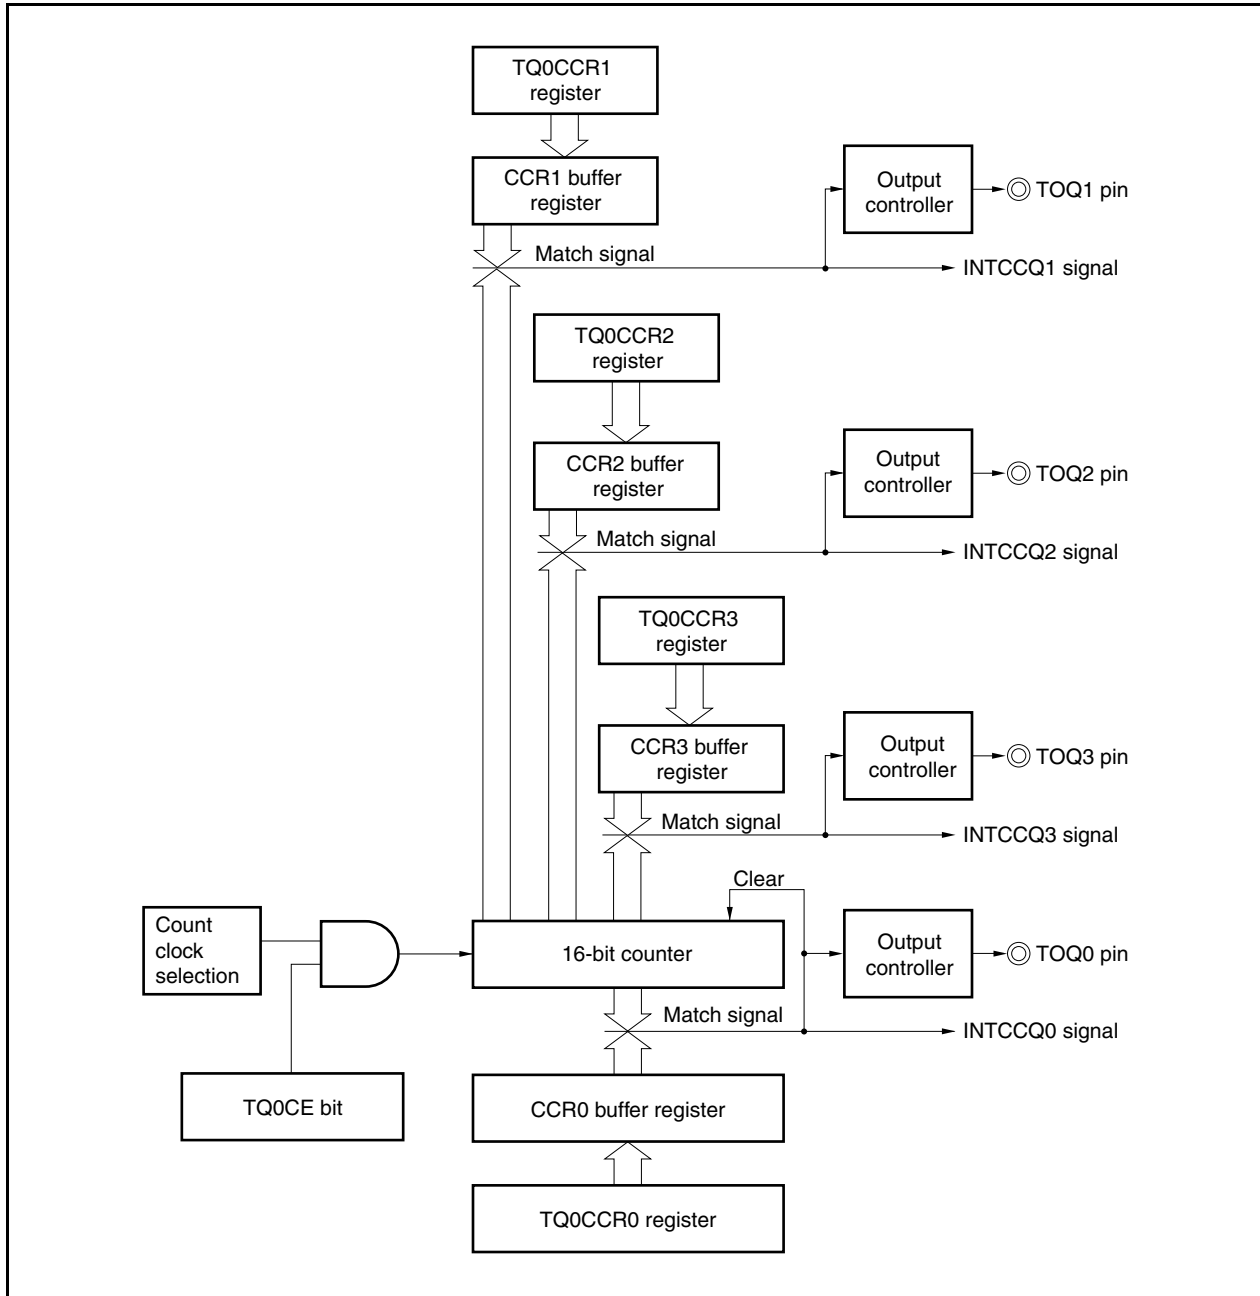 TQ0CCR1
register
CCR1 buffer
register
Output
controller
TOQ1 pin
Match signal
INTCCQ1 signal
TQ0CCR2
register
CCR2 buffer
register
Output
controller
TOQ2 pin
Match signal
INTCCQ2 signal
TQ0CCR3
register
CCR3 buffer
register
Output
controller
TOQ3 pin
Match signal
INTCCQ3 signal
Clear
Count
clock
selection
16-bit counter
Output
controller
TOQ0 pin
Match signal
INTCCQ0 signal
TQ0CE bit
CCR0 buffer register
TQ0CCR0 register